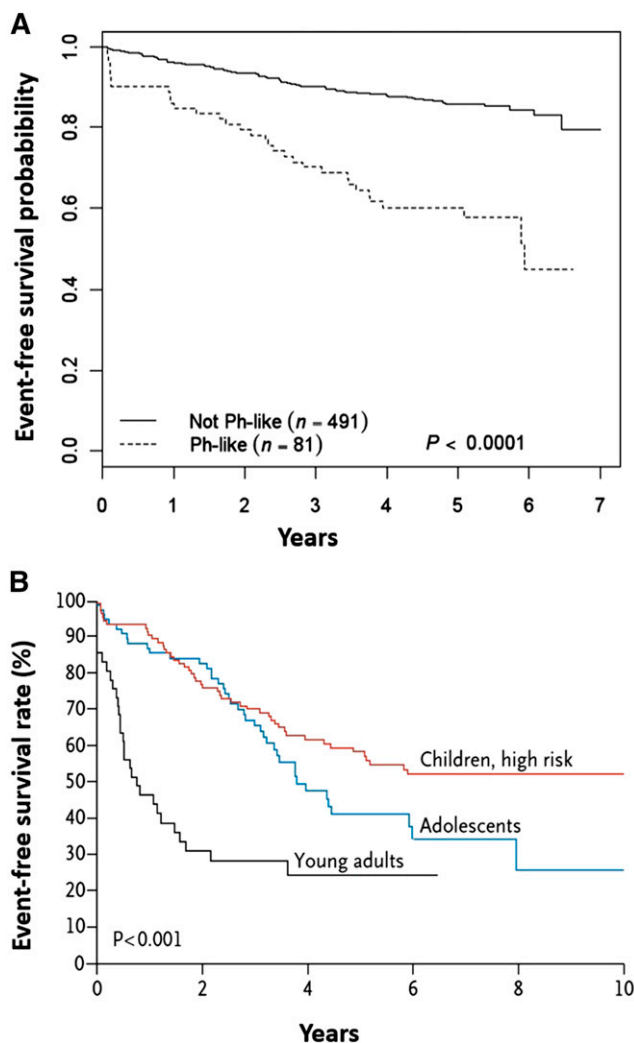 A
Event-free survival probabibility
1.0
0.8
0.6
0.4
0.2
0.0
Not Ph-like (n = 491)
Ph-like (n = 81)
P < 0.0001
0 1 2 3 4 5 6 7
Years
B
Event-free survival rate (%)
100
90
80
70
60
50
40
30
20
10
0
Children, high risk
Adolescents
Young adults
P<0.001
0 2 4 6 8 10
Years